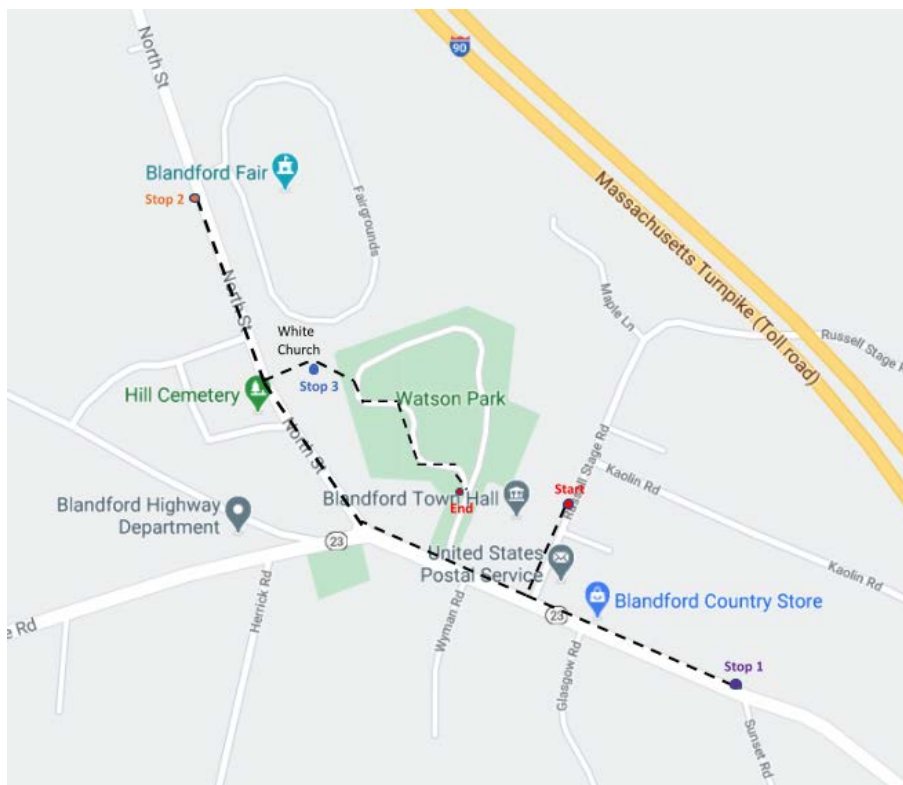 North St
90
Blandford Fair
Stop 2
Fairgrounds
Massachusetts Turnpike (Toll road)
Maple Ln
Russell Stage R
North St
White
Church
Stop 3
Hill Cemetery
Watson Park
North St
Russell Stage Rd
Kaolin Rd
Start
Blandford Highway
Department
Blandford Town Hall
End
23
United States
Postal Service
Kaolin Rd
Blandford Country Store
23
e Rd
Herrick Rd
Wyman Rd
Glasgow Rd
Stop 1
Sunset Rd